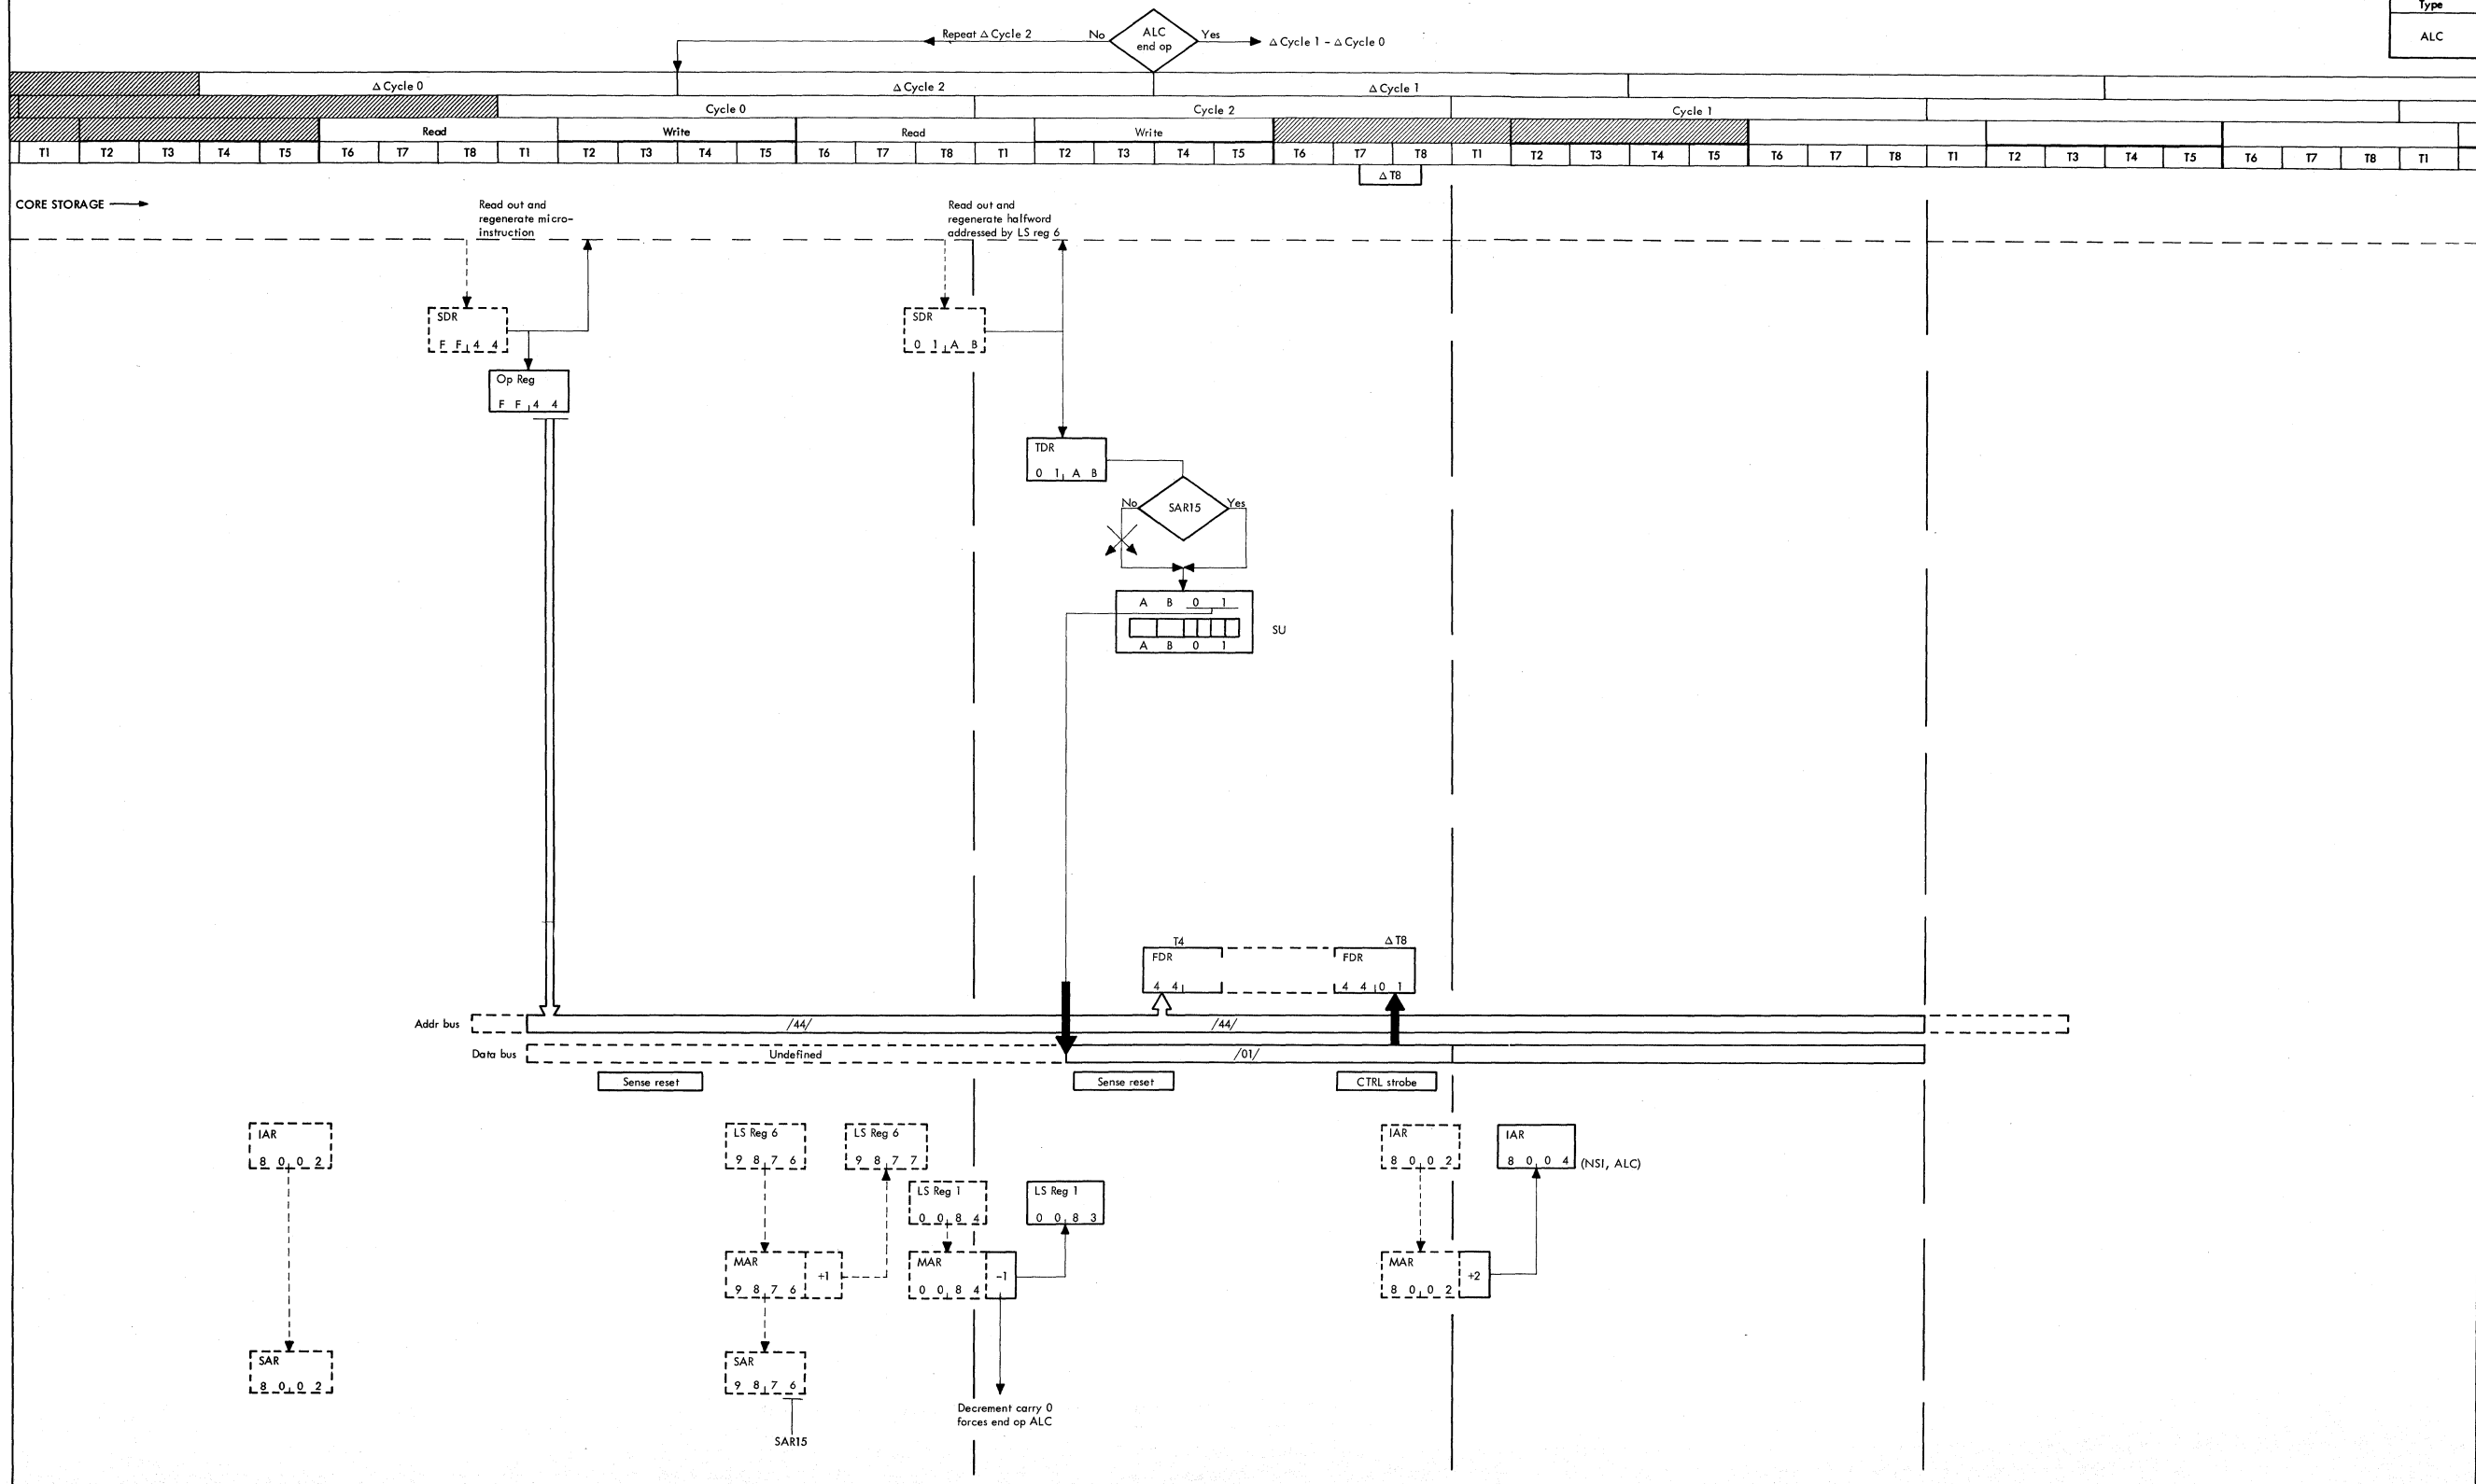 Type
ALC
Repeat Δ Cycle 2
No
ALC
end op
Yes
Δ Cycle 1 – Δ Cycle 0
Δ Cycle 0
Δ Cycle 2
Δ Cycle 1
Cycle 0
Cycle 2
Cycle 1
Read
Write
Read
Write
T1 T2 T3 T4 T5 T6 T7 T8 T1 T2 T3 T4 T5 T6 T7 T8 T1 T2 T3 T4 T5 T6 T7 T8 T1 T2 T3 T4 T5 T6 T7 T8 T1 T2 T3 T4 T5 T6 T7 T8 T1
Δ T8
CORE STORAGE
Read out and
regenerate micro-
instruction
Read out and
regenerate halfword
addressed by LS reg 6
SDR
F F 4 4
SDR
0 1 A B
Op Reg
F F 4 4
TDR
0 1 A B
No
SAR15
Yes
A B 0 1
SU
A B 0 1
T4
Δ T8
FDR
4 4
FDR
4 4 0 1
Addr bus
/44/
/44/
Data bus
Undefined
/01/
Sense reset
Sense reset
CTRL strobe
IAR
8 0 0 2
LS Reg 6
9 8 7 6
LS Reg 6
9 8 7 7
IAR
8 0 0 2
IAR
8 0 0 4
(NSI, ALC)
LS Reg 1
0 0 8 4
LS Reg 1
0 0 8 3
MAR
9 8 7 6
+1
MAR
0 0 8 4
-1
MAR
8 0 0 2
+2
SAR
8 0 0 2
SAR
9 8 7 6
Decrement carry 0
forces end op ALC
SAR15